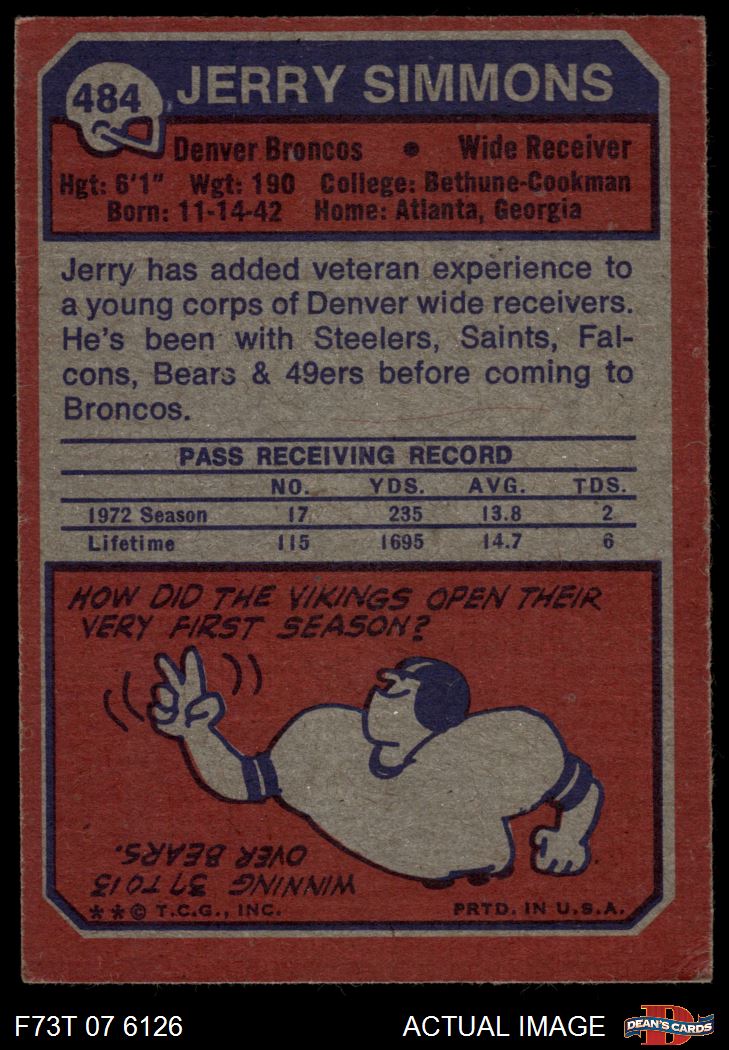 484
JERRY SIMMONS
Denver Broncos • Wide Receiver
Hgt: 6'1" Wgt: 190 College: Bethune-Cookman
Born: 11-14-42 Home: Atlanta, Georgia
Jerry has added veteran experience to
a young corps of Denver wide receivers.
He's been with Steelers, Saints, Fal-
cons, Bears & 49ers before coming to
Broncos.
PASS RECEIVING RECORD
NO. YDS. AVG. TDS.
1972 Season 17 235 13.8 2
Lifetime 115 1695 14.7 6
HOW DID THE VIKINGS OPEN THEIR
VERY FIRST SEASON?
WINNING 37 TO 13
OVER BEARS.
**© T.C.G., INC. PRTD. IN U.S.A.
F73T 07 6126 ACTUAL IMAGE
D
DEAN'S CARDS